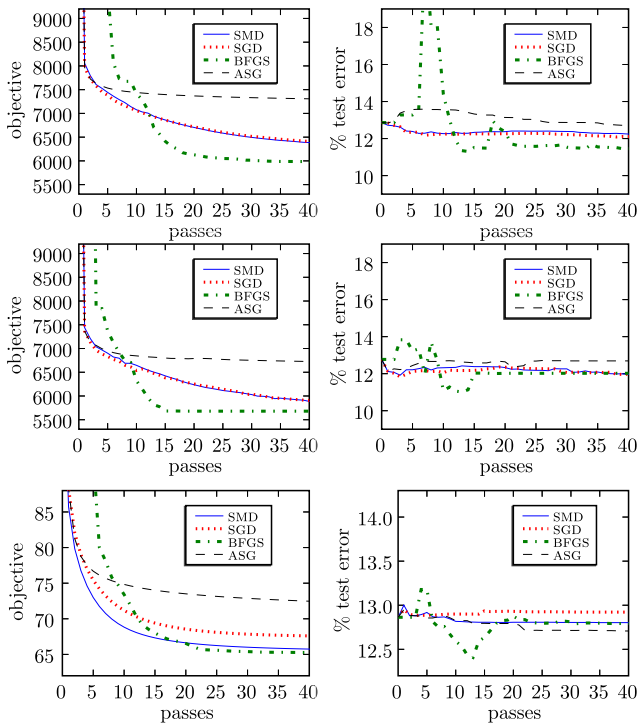 objective
9000
8500
8000
7500
7000
6500
6000
5500
0 5 10 15 20 25 30 35 40
passes
SMD
SGD
BFGS
ASG
% test error
18
16
14
12
10
0 5 10 15 20 25 30 35 40
passes
SMD
SGD
BFGS
ASG
objective
9000
8500
8000
7500
7000
6500
6000
5500
0 5 10 15 20 25 30 35 40
passes
SMD
SGD
BFGS
ASG
% test error
18
16
14
12
10
0 5 10 15 20 25 30 35 40
passes
SMD
SGD
BFGS
ASG
objective
85
80
75
70
65
0 5 10 15 20 25 30 35 40
passes
SMD
SGD
BFGS
ASG
% test error
14.0
13.5
13.0
12.5
0 5 10 15 20 25 30 35 40
passes
SMD
SGD
BFGS
ASG